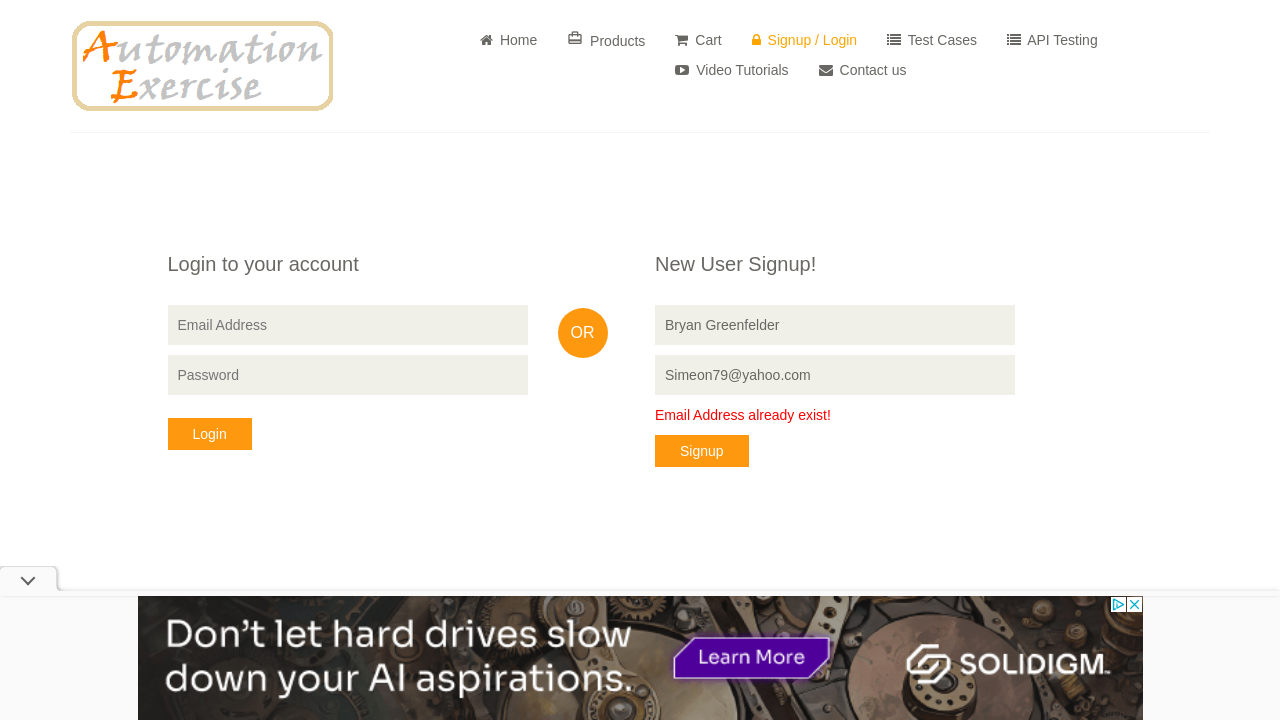 Automation
Exercise
Home
Products
Cart
Signup / Login
Test Cases
API Testing
Video Tutorials
Contact us
Login to your account
Email Address
Password
Login
OR
New User Signup!
Bryan Greenfelder
Simeon79@yahoo.com
Email Address already exist!
Signup
Don't let hard drives slow
down your AI aspirations.
Learn More
SOLIDIGM